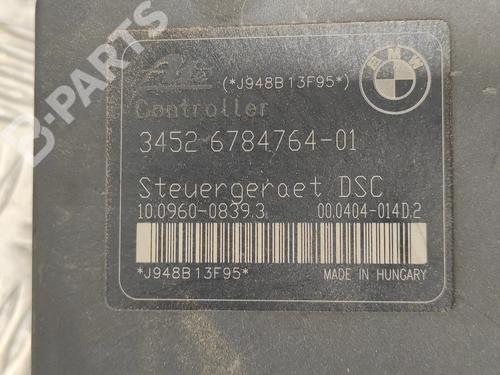 B-PARTS
Ate
(*J948B13F95*)
BMW
Controller
3452 6784764-01
Steuergeraet DSC
10.0960-0839.3 00.0404-014D.2
*J948B13F95*
MADE IN HUNGARY
B-PARTS